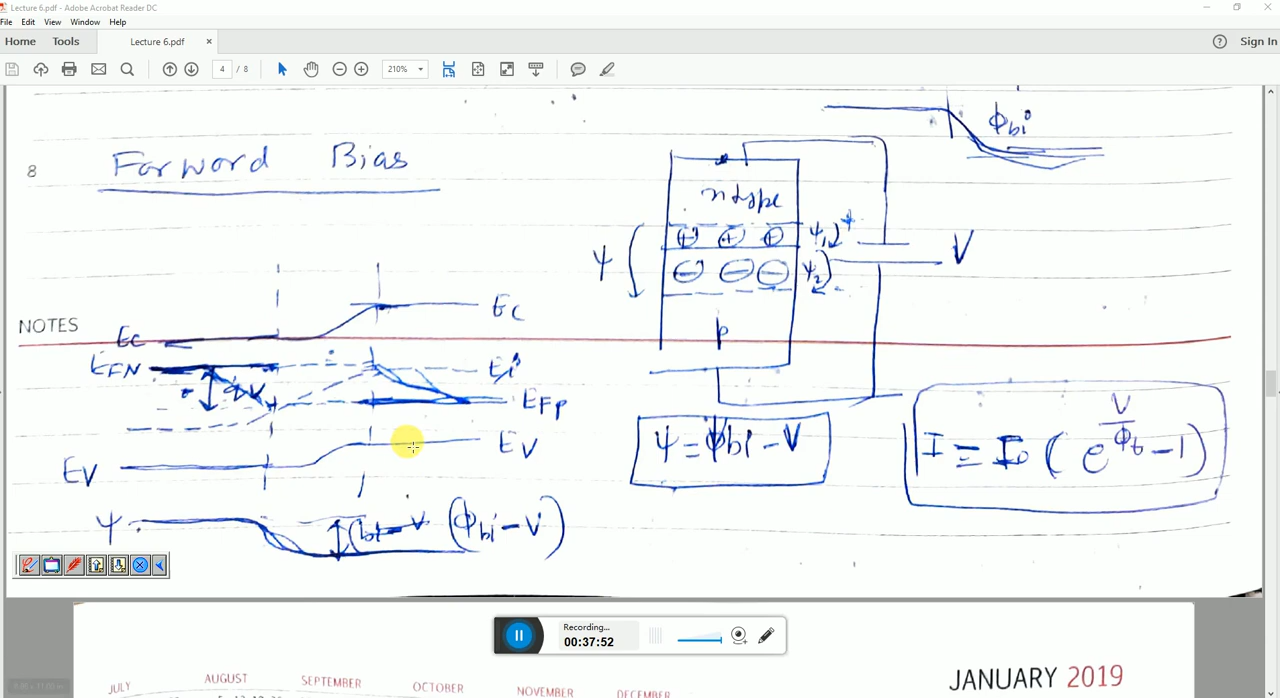 Lecture 6.pdf - Adobe Acrobat Reader DC
File Edit View Window Help
Home Tools Lecture 6.pdf × ? Sign In
4 / 8 210%
ϕbi
8
Forword Bias
n type
ψ
ψ1 +
ψ2
V
p
NOTES
EC
EC
EFN
Ei
qV
EFP
EV
EV
ψ = ϕbi - V
I = I0 ( e^(V/ϕt) - 1)
ψ
(ϕbi - V)
Recording...
00:37:52
JULY AUGUST SEPTEMBER OCTOBER NOVEMBER DECEMBER
JANUARY 2019